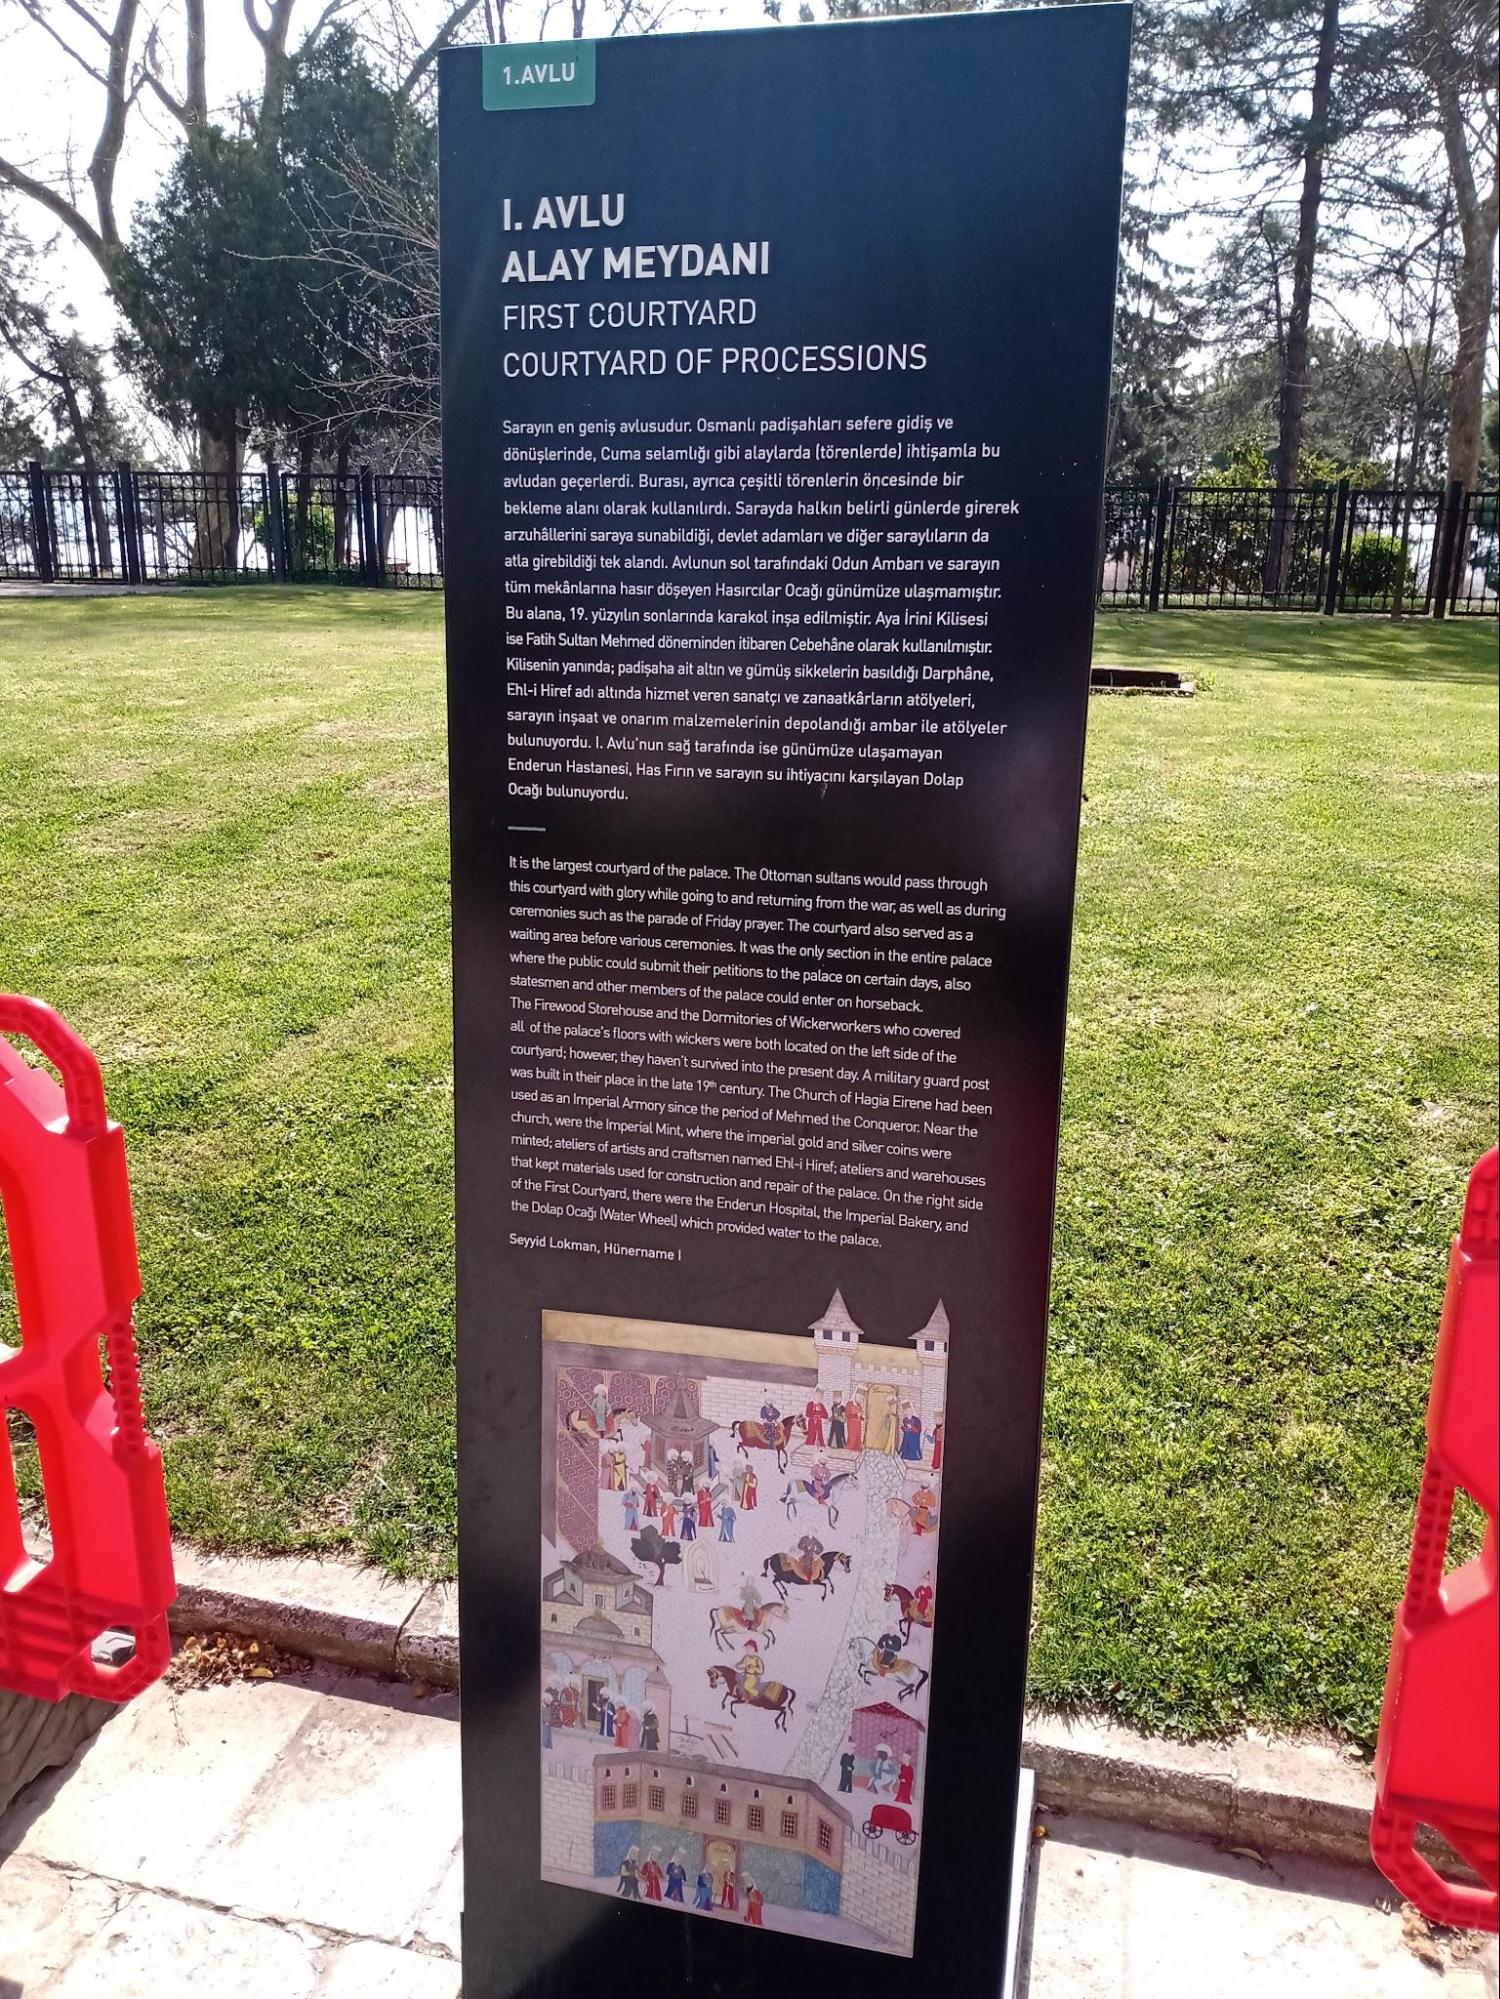 1.AVLU
I. AVLU
ALAY MEYDANI
FIRST COURTYARD
COURTYARD OF PROCESSIONS
Sarayın en geniş avlusudur. Osmanlı padişahları sefere gidiş ve
dönüşlerinde, Cuma selamlığı gibi alaylarda (törenlerde) ihtişamla bu
avludan geçerlerdi. Burası, ayrıca çeşitli törenlerin öncesinde bir
bekleme alanı olarak kullanılırdı. Sarayda halkın belirli günlerde girerek
arzuhâllerini saraya sunabildiği, devlet adamları ve diğer saraylıların da
atla girebildiği tek alandı. Avlunun sol tarafındaki Odun Ambarı ve sarayın
tüm mekânlarına hasır döşeyen Hasırcılar Ocağı günümüze ulaşmamıştır.
Bu alana, 19. yüzyılın sonlarında karakol inşa edilmiştir. Aya İrini Kilisesi
ise Fatih Sultan Mehmed döneminden itibaren Cebehâne olarak kullanılmıştır.
Kilisenin yanında; padişaha ait altın ve gümüş sikkelerin basıldığı Darphâne,
Ehl-i Hiref adı altında hizmet veren sanatçı ve zanaatkârların atölyeleri,
sarayın inşaat ve onarım malzemelerinin depolandığı ambar ile atölyeler
bulunuyordu. I. Avlu'nun sağ tarafında ise günümüze ulaşamayan
Enderun Hastanesi, Has Fırın ve sarayın su ihtiyacını karşılayan Dolap
Ocağı bulunuyordu.
It is the largest courtyard of the palace. The Ottoman sultans would pass through
this courtyard with glory while going to and returning from the war, as well as during
ceremonies such as the parade of Friday prayer. The courtyard also served as a
waiting area before various ceremonies. It was the only section in the entire palace
where the public could submit their petitions to the palace on certain days, also
statesmen and other members of the palace could enter on horseback.
The Firewood Storehouse and the Dormitories of Wickerworkers who covered
all of the palace's floors with wickers were both located on the left side of the
courtyard; however, they haven't survived into the present day. A military guard post
was built in their place in the late 19th century. The Church of Hagia Eirene had been
used as an Imperial Armory since the period of Mehmed the Conqueror. Near the
church, were the Imperial Mint, where the imperial gold and silver coins were
minted; ateliers of artists and craftsmen named Ehl-i Hiref; ateliers and warehouses
that kept materials used for construction and repair of the palace. On the right side
of the First Courtyard, there were the Enderun Hospital, the Imperial Bakery, and
the Dolap Ocağı (Water Wheel) which provided water to the palace.
Seyyid Lokman, Hünername I